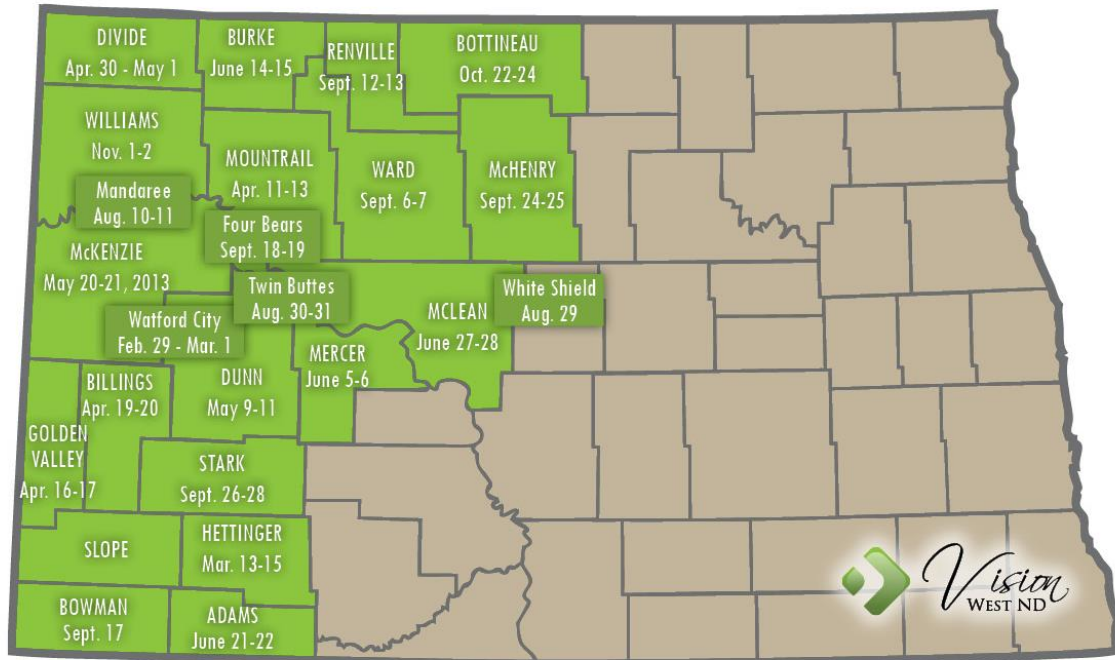 DIVIDE
Apr. 30 - May 1
BURKE
June 14-15
RENVILLE
Sept. 12-13
BOTTINEAU
Oct. 22-24
WILLIAMS
Nov. 1-2
MOUNTRAIL
Apr. 11-13
WARD
Sept. 6-7
McHENRY
Sept. 24-25
Mandaree
Aug. 10-11
Four Bears
Sept. 18-19
McKENZIE
May 20-21, 2013
Twin Buttes
Aug. 30-31
White Shield
Aug. 29
Watford City
Feb. 29 - Mar. 1
MCLEAN
June 27-28
MERCER
June 5-6
BILLINGS
Apr. 19-20
DUNN
May 9-11
GOLDEN
VALLEY
Apr. 16-17
STARK
Sept. 26-28
SLOPE
HETTINGER
Mar. 13-15
BOWMAN
Sept. 17
ADAMS
June 21-22
Vision
WEST ND